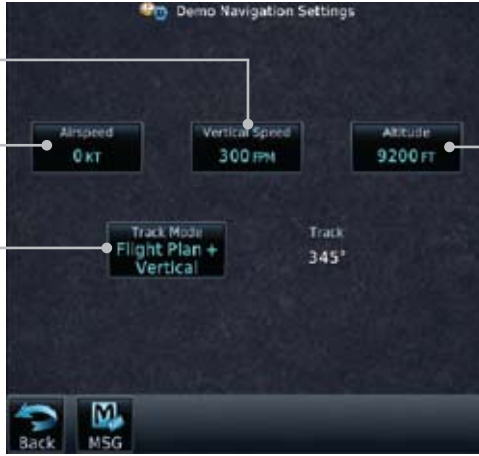 Demo Navigation Settings
Airspeed
0 KT
Vertical Speed
300 FPM
Altitude
9200 FT
Track Mode
Flight Plan +
Vertical
Track
345°
Back
MSG